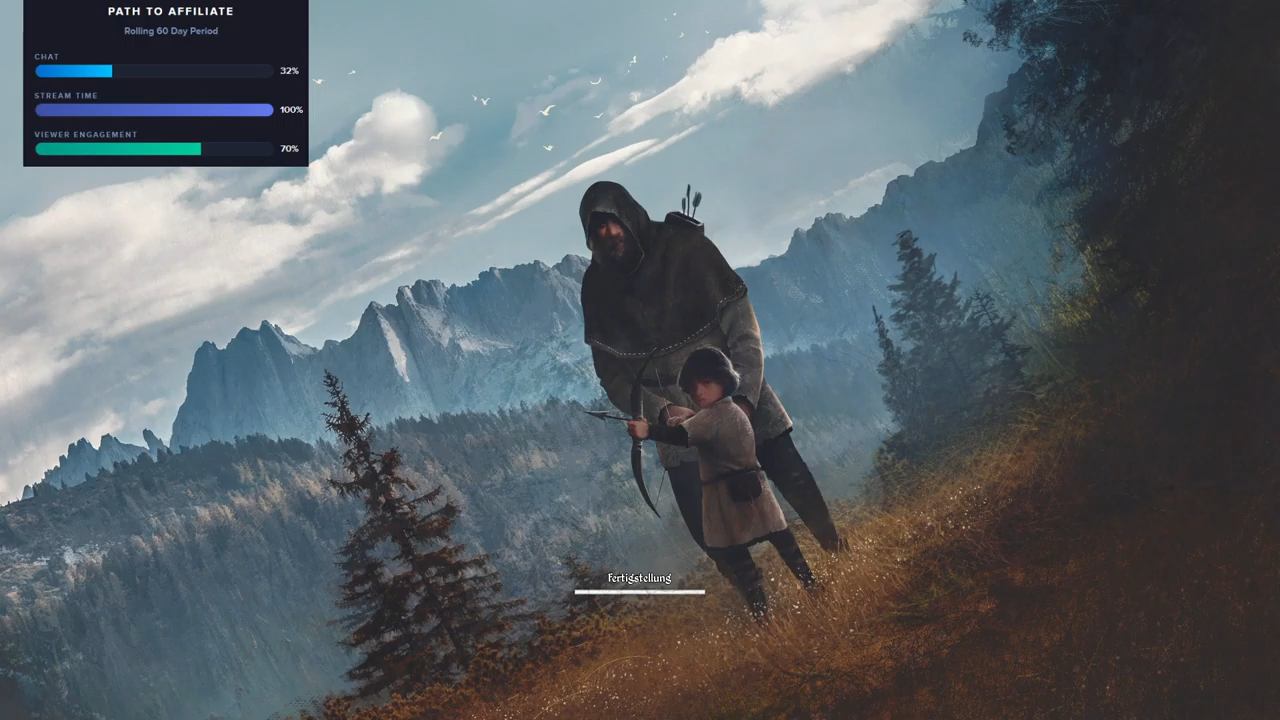 PATH TO AFFILIATE
Rolling 60 Day Period
CHAT
32%
STREAM TIME
100%
VIEWER ENGAGEMENT
70%
Fertigstellung